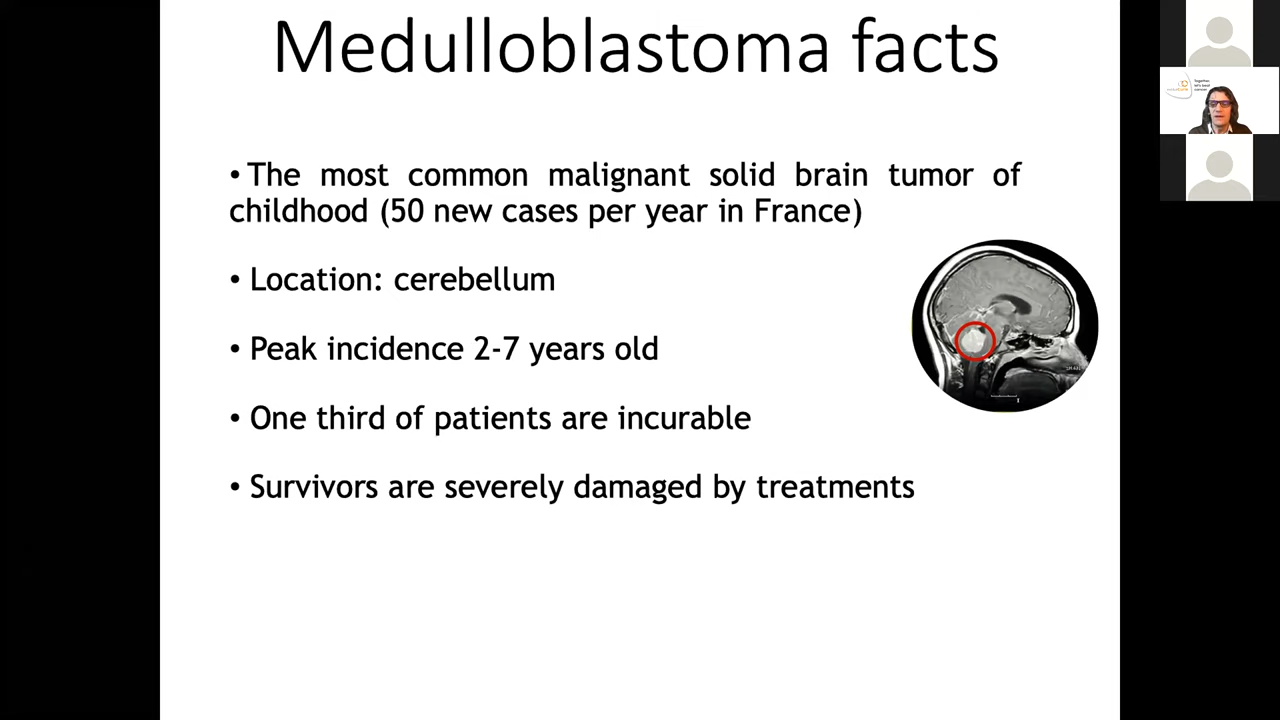 Medulloblastoma facts
• The most common malignant solid brain tumor of
childhood (50 new cases per year in France)
• Location: cerebellum
• Peak incidence 2-7 years old
• One third of patients are incurable
• Survivors are severely damaged by treatments
Together,